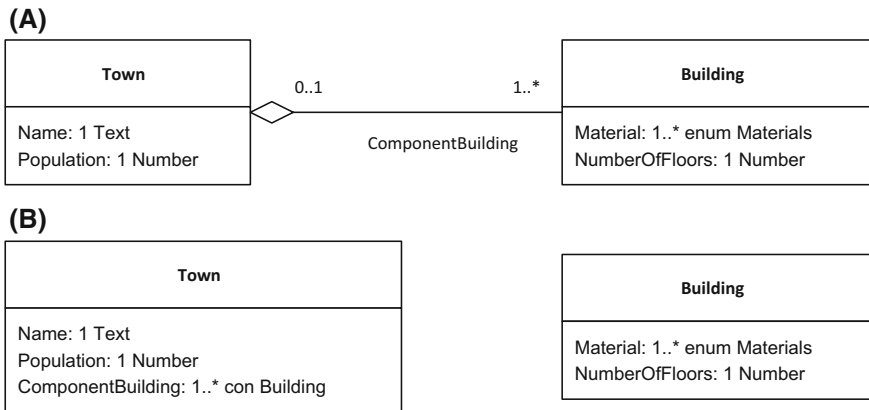 (A)
Town
Name: 1 Text
Population: 1 Number
0..1
1..*
ComponentBuilding
Building
Material: 1..* enum Materials
NumberOfFloors: 1 Number
(B)
Town
Name: 1 Text
Population: 1 Number
ComponentBuilding: 1..* con Building
Building
Material: 1..* enum Materials
NumberOfFloors: 1 Number